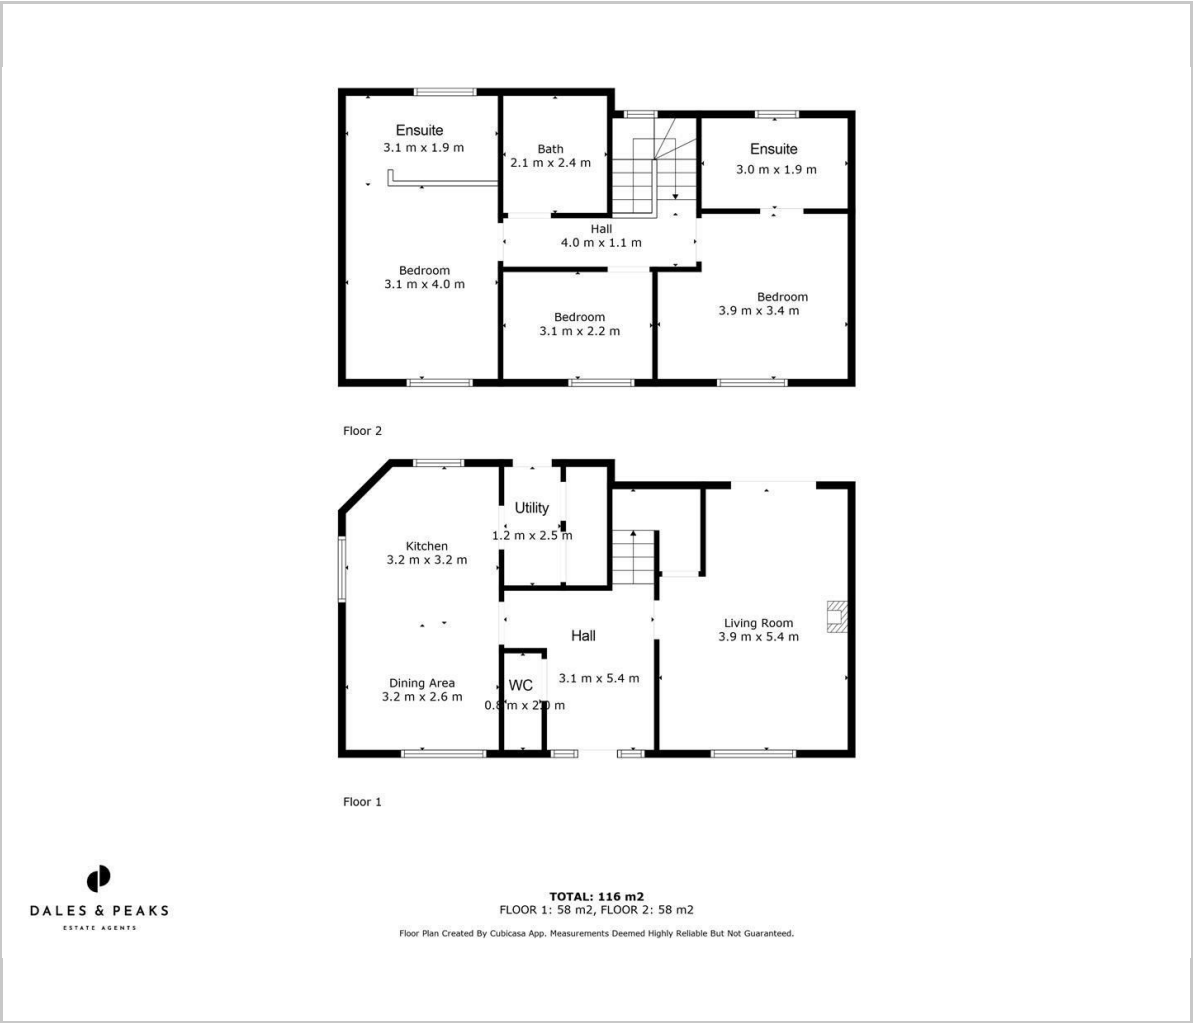 Ensuite
3.1 m x 1.9 m
Bath
2.1 m x 2.4 m
Ensuite
3.0 m x 1.9 m
Hall
4.0 m x 1.1 m
Bedroom
3.1 m x 4.0 m
Bedroom
3.1 m x 2.2 m
Bedroom
3.9 m x 3.4 m
Floor 2
Utility
1.2 m x 2.5 m
Kitchen
3.2 m x 3.2 m
Living Room
3.9 m x 5.4 m
Hall
3.1 m x 5.4 m
Dining Area
3.2 m x 2.6 m
WC
m x
m
Floor 1
DALES & PEAKS
ESTATE AGENTS
TOTAL: 116 m2
FLOOR 1: 58 m2, FLOOR 2: 58 m2
Floor Plan Created By Cubicasa App. Measurements Deemed Highly Reliable But Not Guaranteed.